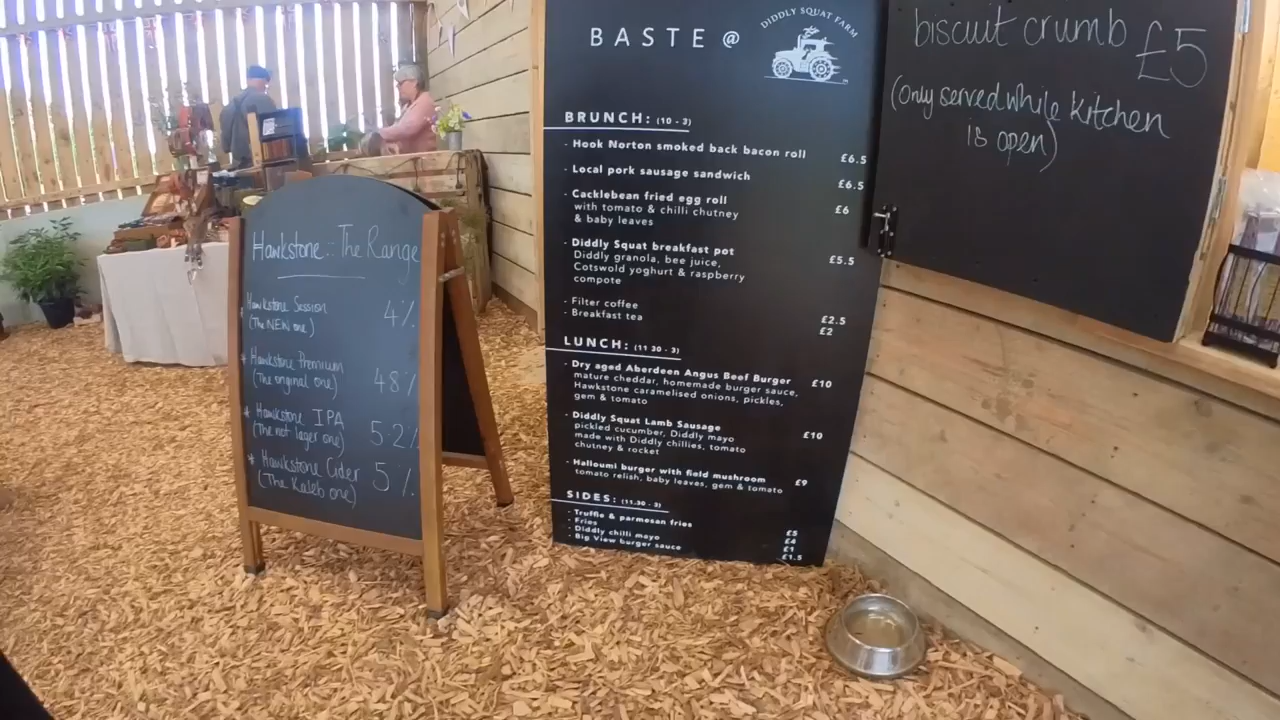 Hawkstone : The Range
Hawkstone Session 4%
(The NEW one)
* Hawkstone Premium
(The original one) 4.8%
* Hawkstone IPA
(The not lager one) 5.2%
* Hawkstone Cider 5%
(The Kaleb one)
BASTE @
DIDDLY SQUAT FARM
BRUNCH: (10 - 3)
- Hook Norton smoked back bacon roll £6.5
- Local pork sausage sandwich £6.5
- Cacklebean fried egg roll £6
with tomato & chilli chutney
& baby leaves
- Diddly Squat breakfast pot £5.5
Diddly granola, bee juice,
Cotswold yoghurt & raspberry
compote
- Filter coffee £2.5
- Breakfast tea £2
LUNCH: (11 30 - 3)
- Dry aged Aberdeen Angus Beef Burger £10
mature cheddar, homemade burger sauce,
Hawkstone caramelised onions, pickles,
gem & tomato
- Diddly Squat Lamb Sausage £10
pickled cucumber, Diddly mayo
made with Diddly chillies, tomato
chutney & rocket
- Halloumi burger with field mushroom £9
tomato relish, baby leaves, gem & tomato
SIDES: (11.30 - 3)
- Truffle & parmesan fries £5
- Fries £4
- Diddly chilli mayo £1
- Big View burger sauce £1.5
biscuit crumb £5
(Only served while kitchen
is open)